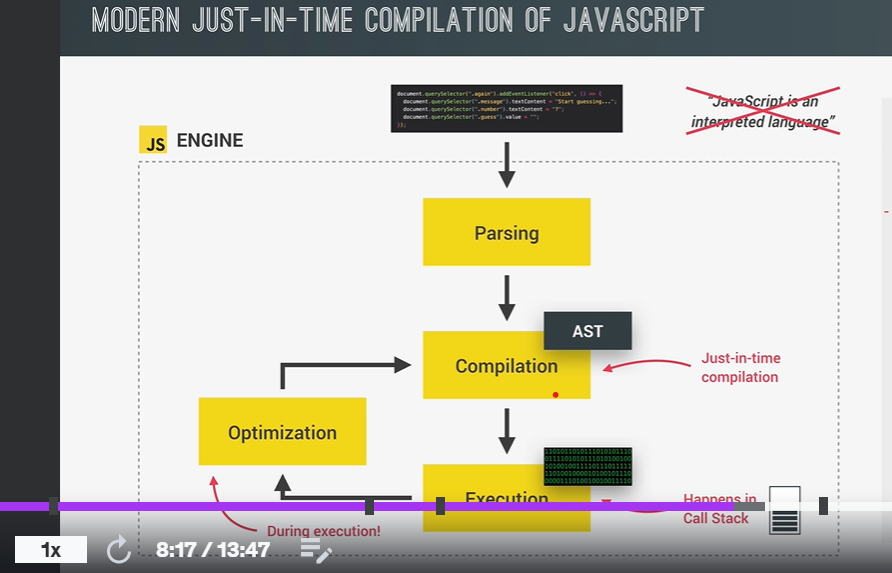 MODERN JUST-IN-TIME COMPILATION OF JAVASCRIPT
document.querySelector(".again").addEventListener("click", () => {
document.querySelector(".message").textContent = "Start guessing...";
document.querySelector(".number").textContent = "?";
document.querySelector(".guess").value = "";
});
"JavaScript is an
interpreted language"
JS ENGINE
Parsing
AST
Compilation
Just-in-time
compilation
Optimization
Execution
Happens in
Call Stack
During execution!
1x
8:17 / 13:47